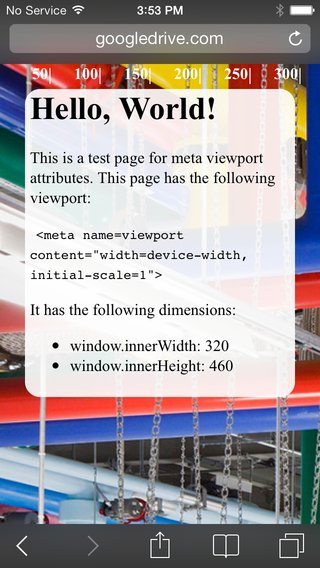 No Service 3:53 PM
googledrive.com
50| 100| 150| 200| 250| 300|
Hello, World!
This is a test page for meta viewport
attributes. This page has the following
viewport:
<meta name=viewport
content="width=device-width,
initial-scale=1">
It has the following dimensions:
• window.innerWidth: 320
• window.innerHeight: 460